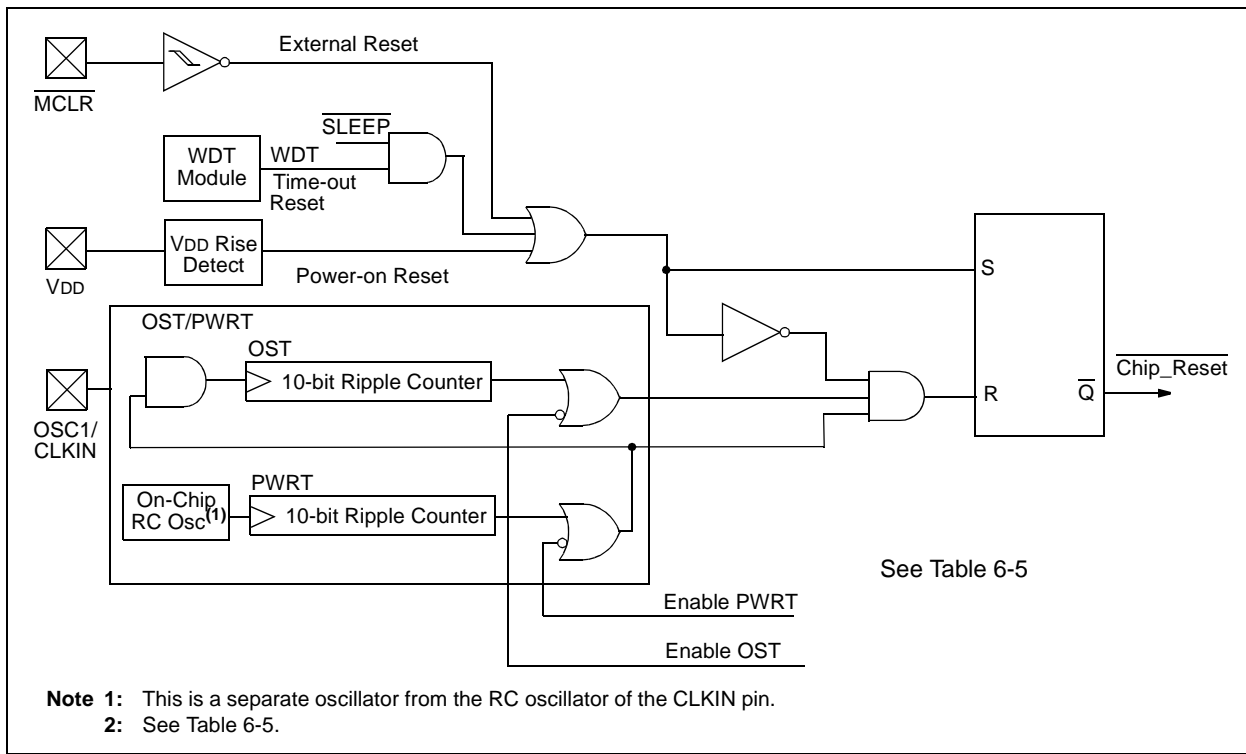 External Reset
MCLR
SLEEP
WDT
Module
WDT
Time-out
Reset
VDD Rise
Detect
VDD
Power-on Reset
S
OST/PWRT
OST
10-bit Ripple Counter
Chip_Reset
R
Q
OSC1/
CLKIN
PWRT
On-Chip
RC Osc(1)
10-bit Ripple Counter
See Table 6-5
Enable PWRT
Enable OST
Note 1: This is a separate oscillator from the RC oscillator of the CLKIN pin.
2: See Table 6-5.